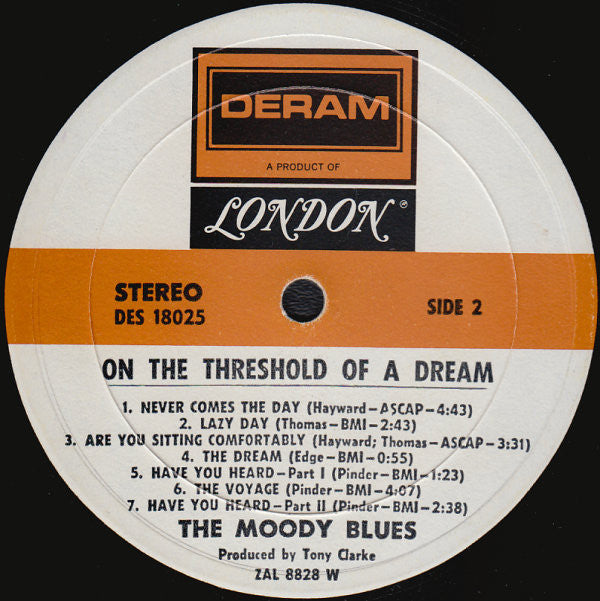 DERAM
A PRODUCT OF
LONDON®
STEREO
DES 18025
SIDE 2
ON THE THRESHOLD OF A DREAM
1. NEVER COMES THE DAY (Hayward—ASCAP—4:43)
2. LAZY DAY (Thomas—BMI—2:43)
3. ARE YOU SITTING COMFORTABLY (Hayward; Thomas—ASCAP—3:31)
4. THE DREAM (Edge—BMI—0:55)
5. HAVE YOU HEARD—Part I (Pinder—BMI—1:23)
6. THE VOYAGE (Pinder—BMI—4:07)
7. HAVE YOU HEARD—Part II (Pinder—BMI—2:38)
THE MOODY BLUES
Produced by Tony Clarke
ZAL 8828 W